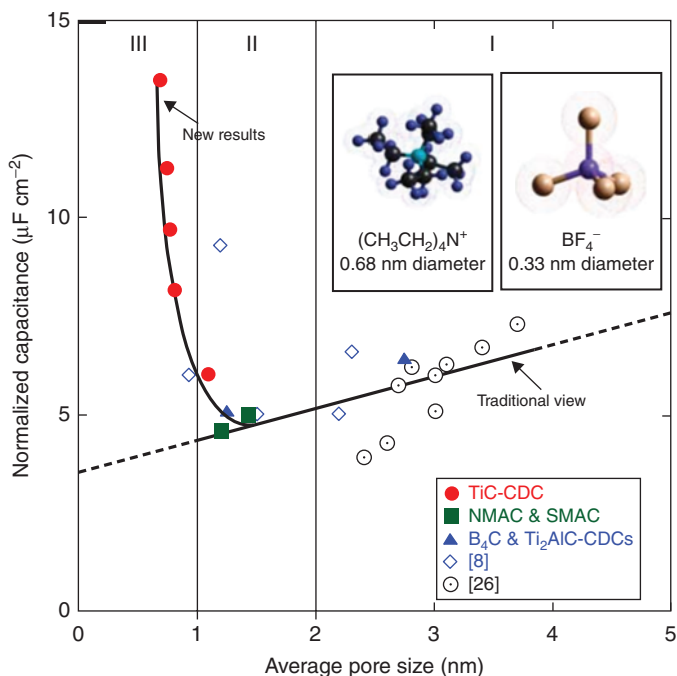 III
II
I
15
10
5
0
Normalized capacitance (μF cm⁻²)
New results
(CH₃CH₂)₄N⁺
0.68 nm diameter
BF₄⁻
0.33 nm diameter
Traditional view
TiC-CDC
NMAC & SMAC
B₄C & Ti₂AlC-CDCs
[8]
[26]
0
1
2
3
4
5
Average pore size (nm)